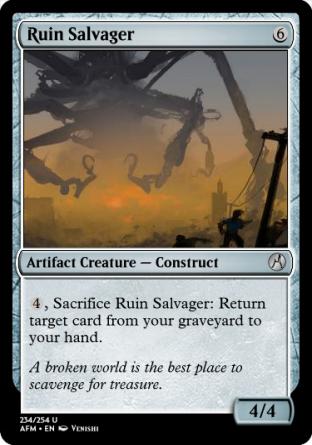 Ruin Salvager 6
Artifact Creature — Construct
4, Sacrifice Ruin Salvager: Return
target card from your graveyard to
your hand.
A broken world is the best place to
scavenge for treasure.
4/4
234/254 U
AFM • EN Venishi